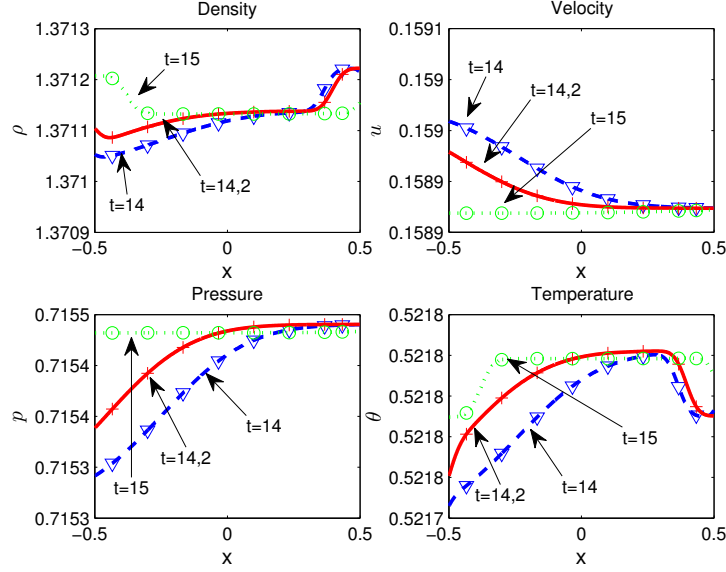 Density
1.3713
1.3712
1.3711
1.371
1.3709
ρ
t=15
t=14,2
t=14
−0.5
0
0.5
x
Velocity
0.1591
0.159
0.159
0.1589
0.1589
u
t=14
t=14,2
t=15
−0.5
0
0.5
x
Pressure
0.7155
0.7154
0.7154
0.7153
0.7153
p
t=14
t=14,2
t=15
−0.5
0
0.5
x
Temperature
0.5218
0.5218
0.5218
0.5218
0.5217
θ
t=15
t=14
t=14,2
−0.5
0
0.5
x